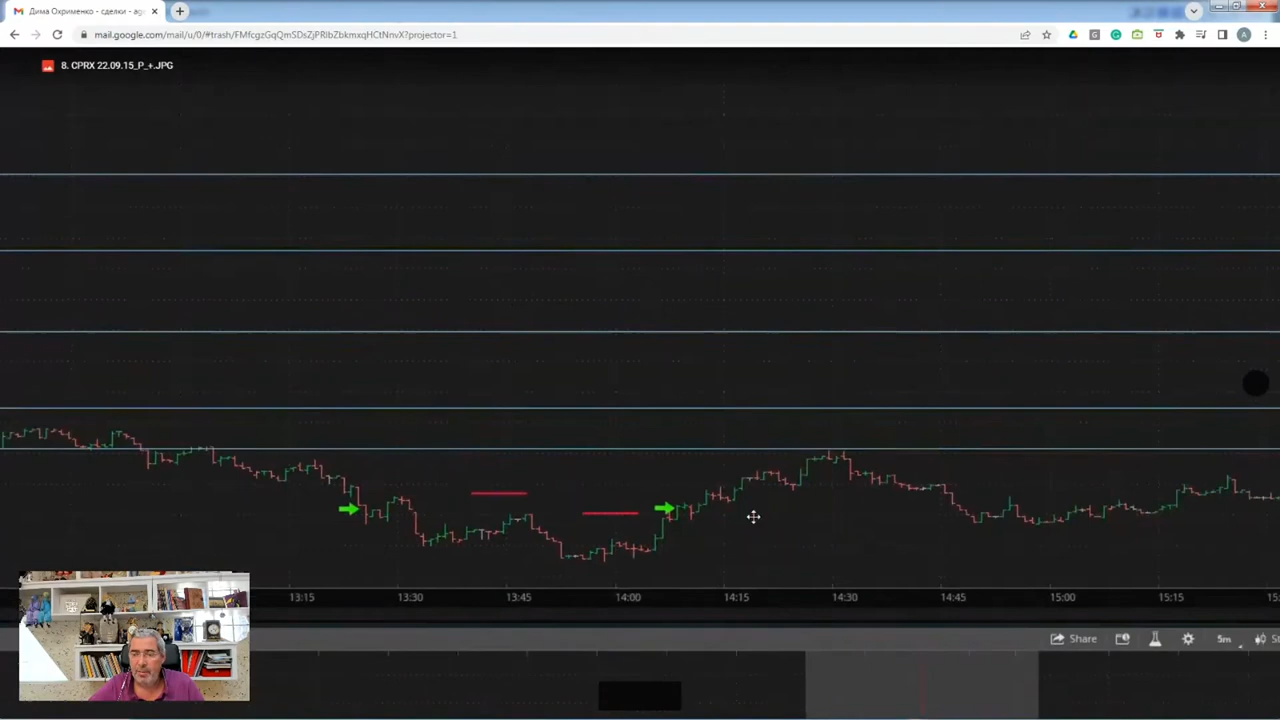 Дима Охрименко - сделки - ag
mail.google.com/mail/u/0/#trash/FMfcgzGqQmSDsZjPRlbZbkmxqHCtNnvX?projector=1
A
8. CPRX 22.09.15_P_+.JPG
13:15 13:30 13:45 14:00 14:15 14:30 14:45 15:00 15:15
Share 5m